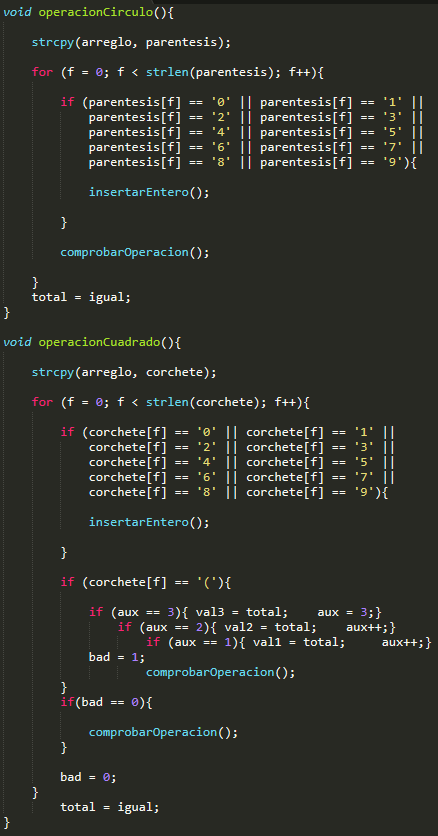 void operacionCirculo(){
strcpy(arreglo, parentesis);
for (f = 0; f < strlen(parentesis); f++){
if (parentesis[f] == '0' || parentesis[f] == '1' ||
parentesis[f] == '2' || parentesis[f] == '3' ||
parentesis[f] == '4' || parentesis[f] == '5' ||
parentesis[f] == '6' || parentesis[f] == '7' ||
parentesis[f] == '8' || parentesis[f] == '9'){
insertarEntero();
}
comprobarOperacion();
}
total = igual;
}
void operacionCuadrado(){
strcpy(arreglo, corchete);
for (f = 0; f < strlen(corchete); f++){
if (corchete[f] == '0' || corchete[f] == '1' ||
corchete[f] == '2' || corchete[f] == '3' ||
corchete[f] == '4' || corchete[f] == '5' ||
corchete[f] == '6' || corchete[f] == '7' ||
corchete[f] == '8' || corchete[f] == '9'){
insertarEntero();
}
if (corchete[f] == '('){
if (aux == 3){ val3 = total;    aux = 3;}
if (aux == 2){ val2 = total;    aux++;}
if (aux == 1){ val1 = total;     aux++;}
bad = 1;
comprobarOperacion();
}
if(bad == 0){
comprobarOperacion();
}
bad = 0;
}
total = igual;
}